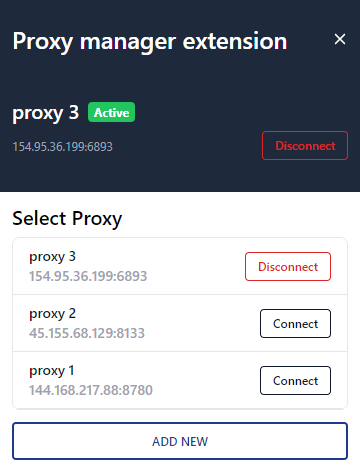 Proxy manager extension
proxy 3 Active
154.95.36.199:6893
Disconnect
Select Proxy
proxy 3
154.95.36.199:6893
Disconnect
proxy 2
45.155.68.129:8133
Connect
proxy 1
144.168.217.88:8780
Connect
ADD NEW